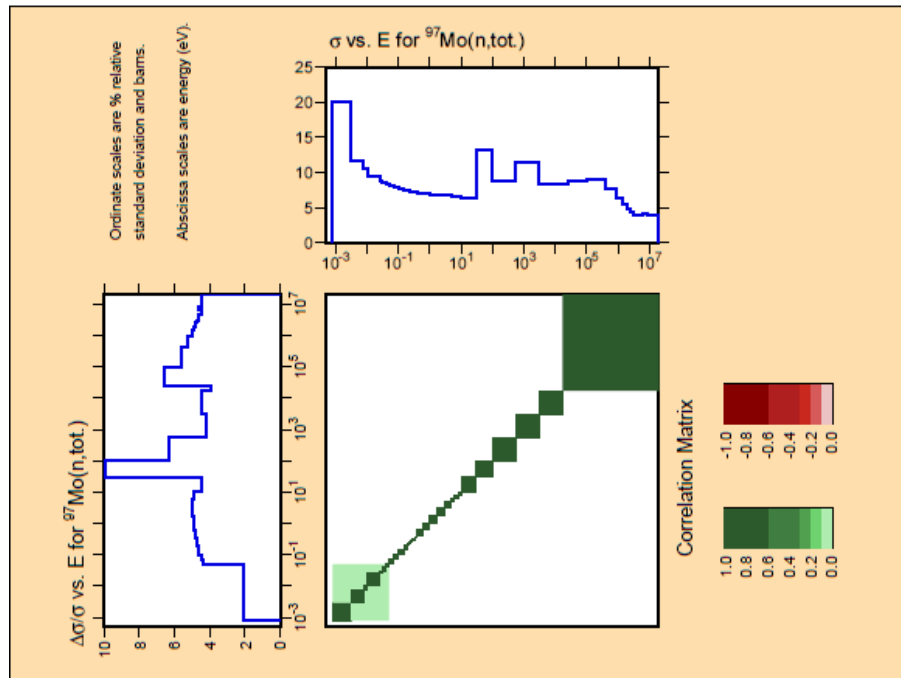 Ordinate scales are % relative
standard deviation and barns.
Abscissa scales are energy (eV).
σ vs. E for ⁹⁷Mo(n,tot.)
25
20
15
10
5
0
10⁻³ 10⁻¹ 10¹ 10³ 10⁵ 10⁷
Δσ/σ vs. E for ⁹⁷Mo(n,tot.)
10 8 6 4 2 0
10⁻³ 10⁻¹ 10¹ 10³ 10⁵ 10⁷
Correlation Matrix
-1.0 -0.8 -0.6 -0.4 -0.2 0.0
1.0 0.8 0.6 0.4 0.2 0.0